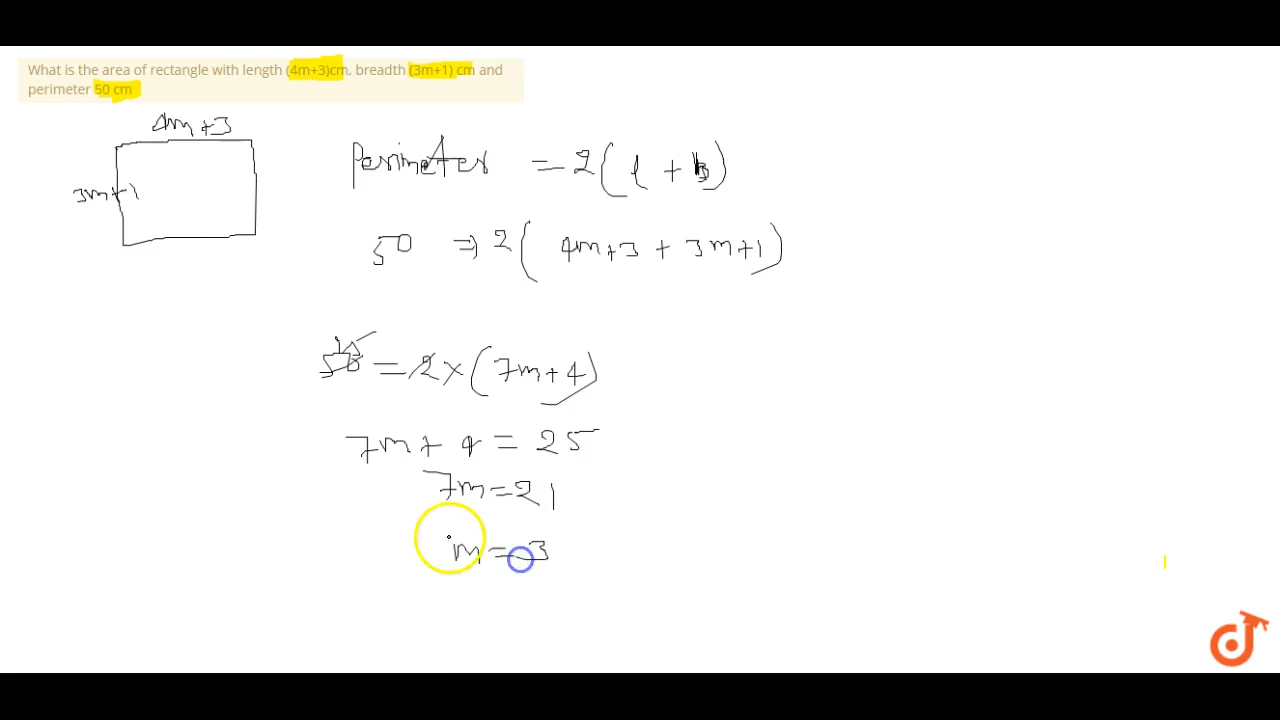 What is the area of rectangle with length (4m+3)cm, breadth (3m+1) cm and
perimeter 50 cm
4m+3
3m+1
Perimeter = 2(l + b)
50 ⇒ 2( 4m+3 + 3m+1)
50 = 2×(7m+4)
7m+4 = 25
7m=21
m=3